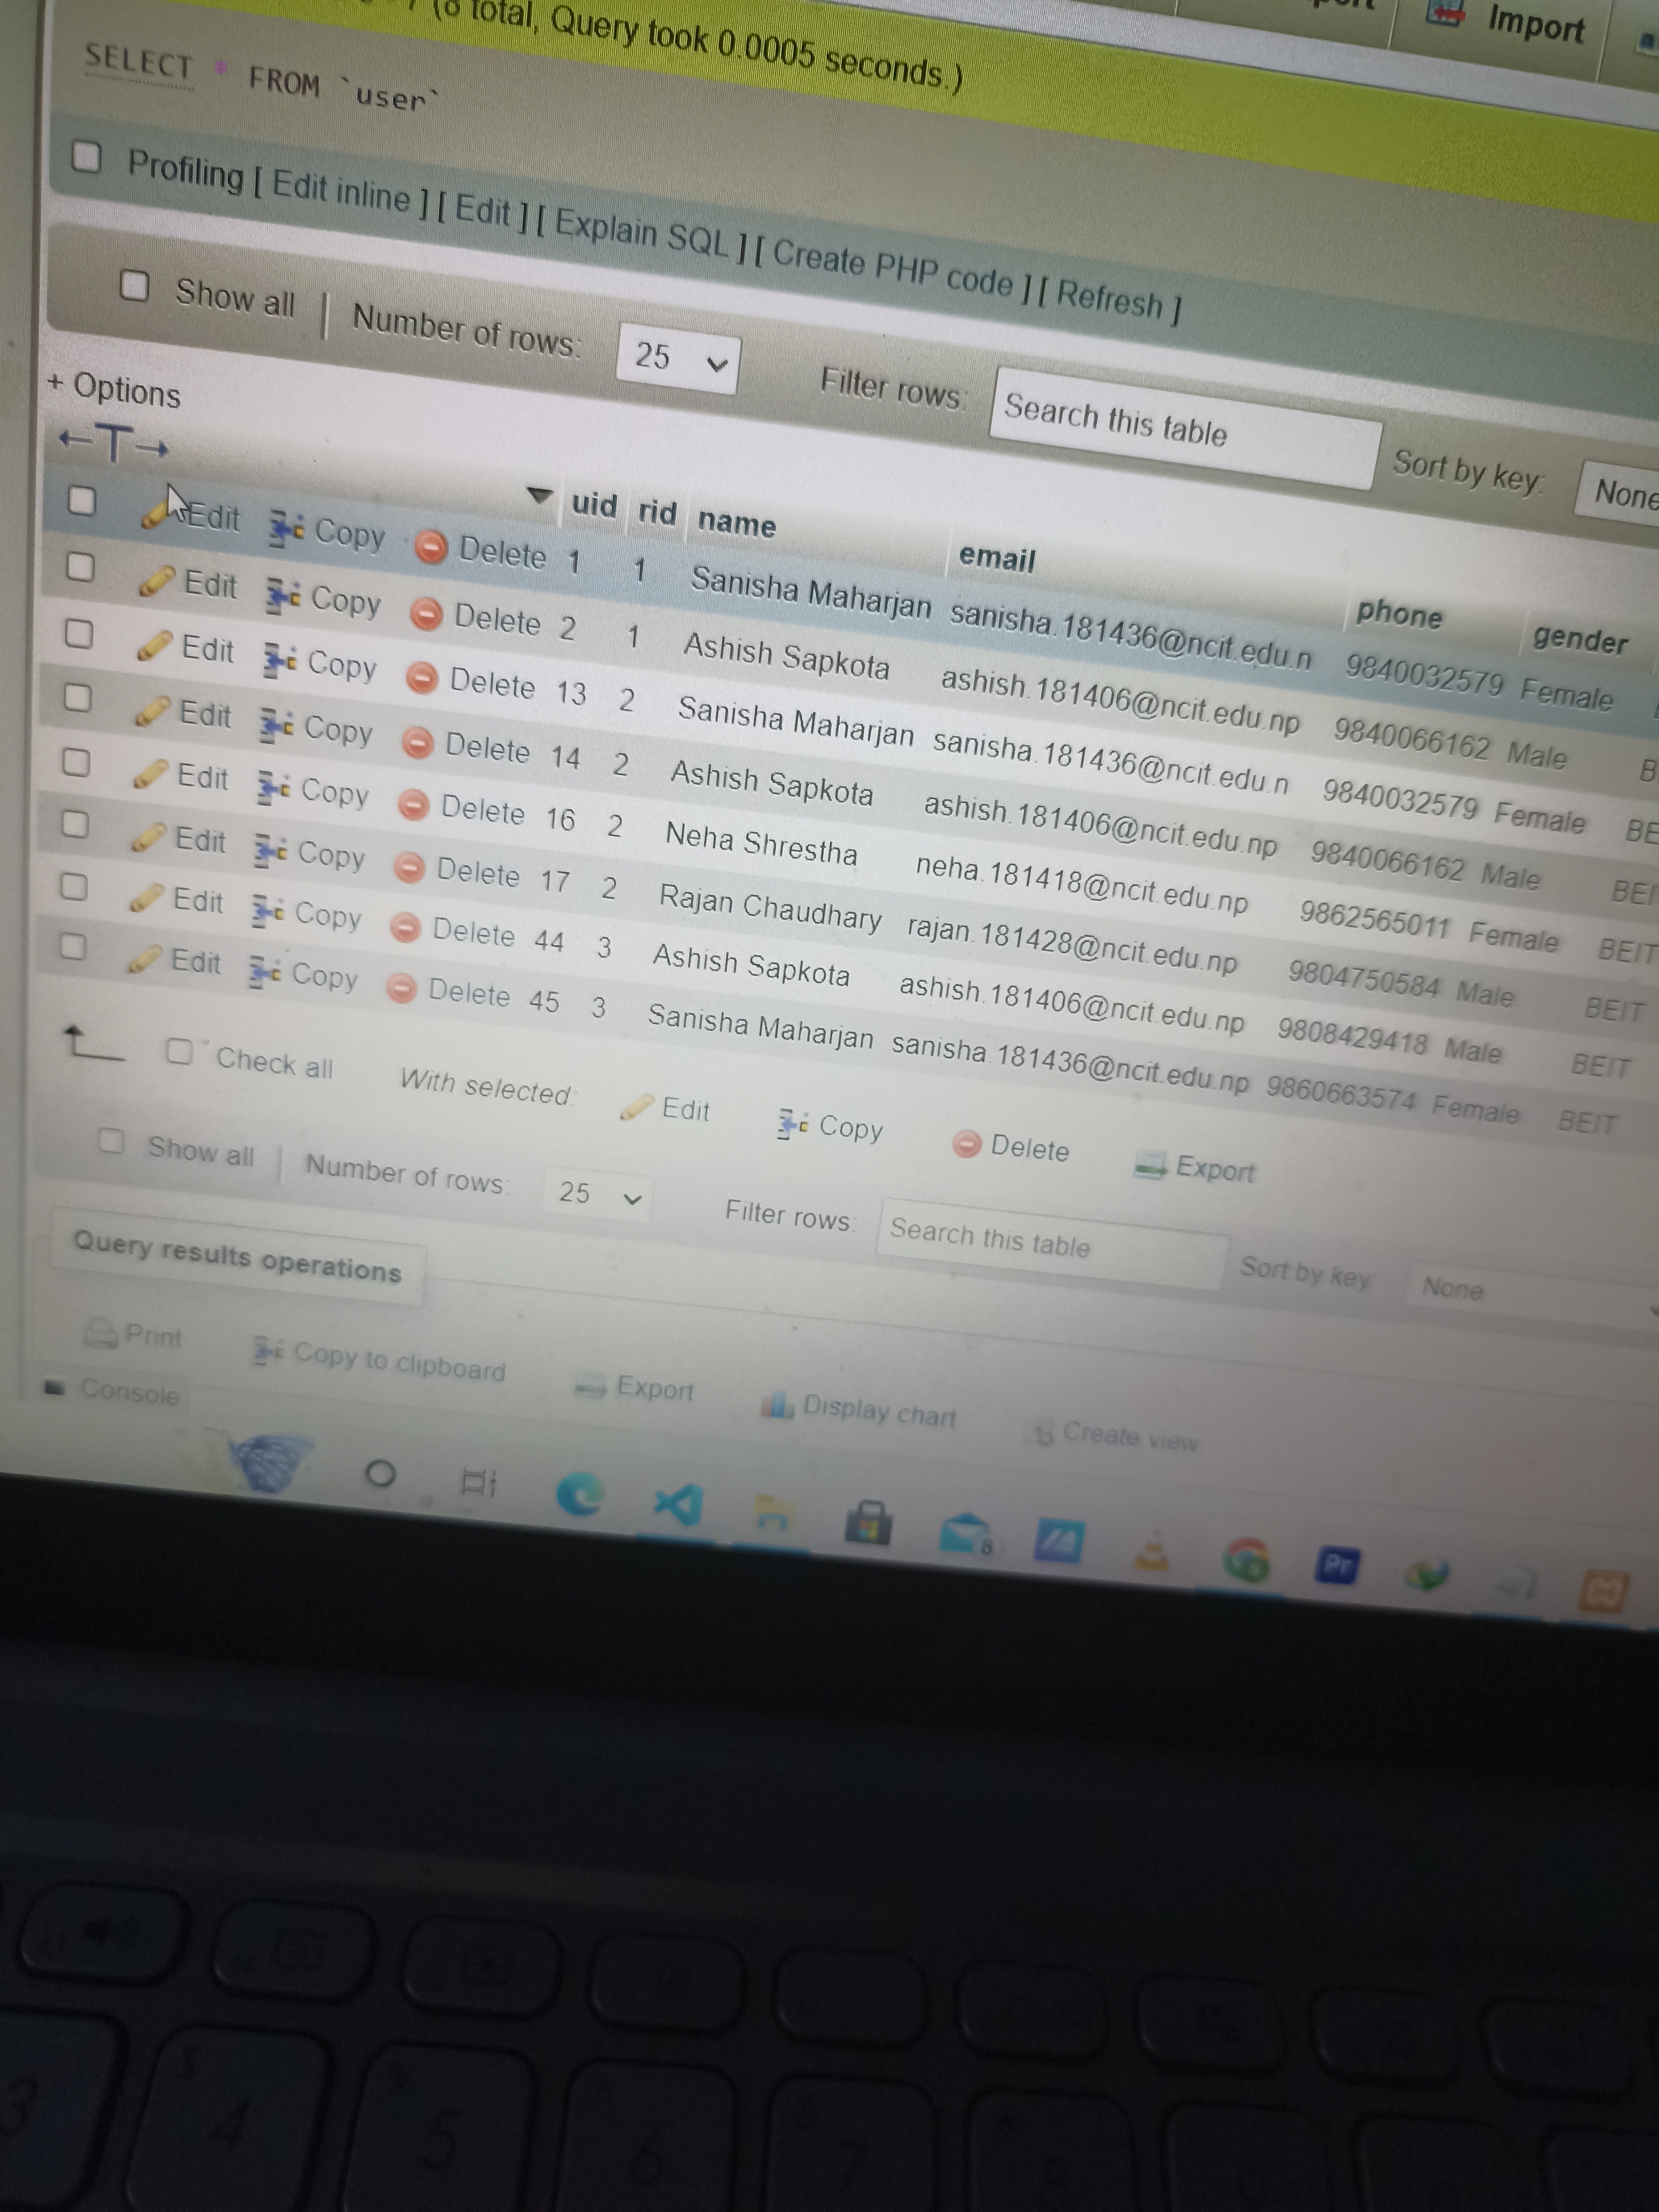 total, Query took 0.0005 seconds.)
Import
SELECT * FROM `user`
Profiling [ Edit inline ] [ Edit ] [ Explain SQL ] [ Create PHP code ] [ Refresh ]
Show all | Number of rows: 25 Filter rows: Search this table Sort by key: None
+ Options
←T→ uid rid name email phone gender
Edit Copy Delete 1 1 Sanisha Maharjan sanisha.181436@ncit.edu.n 9840032579 Female
Edit Copy Delete 2 1 Ashish Sapkota ashish.181406@ncit.edu.np 9840066162 Male B
Edit Copy Delete 13 2 Sanisha Maharjan sanisha.181436@ncit.edu.n 9840032579 Female BE
Edit Copy Delete 14 2 Ashish Sapkota ashish.181406@ncit.edu.np 9840066162 Male BEI
Edit Copy Delete 16 2 Neha Shrestha neha.181418@ncit.edu.np 9862565011 Female BEIT
Edit Copy Delete 17 2 Rajan Chaudhary rajan.181428@ncit.edu.np 9804750584 Male BEIT
Edit Copy Delete 44 3 Ashish Sapkota ashish.181406@ncit.edu.np 9808429418 Male BEIT
Edit Copy Delete 45 3 Sanisha Maharjan sanisha.181436@ncit.edu.np 9860663574 Female BEIT
Check all With selected: Edit Copy Delete Export
Show all | Number of rows: 25 Filter rows: Search this table Sort by key: None
Query results operations
Print Copy to clipboard Export Display chart Create view
Console
8 Pr
3 4 5 6 7